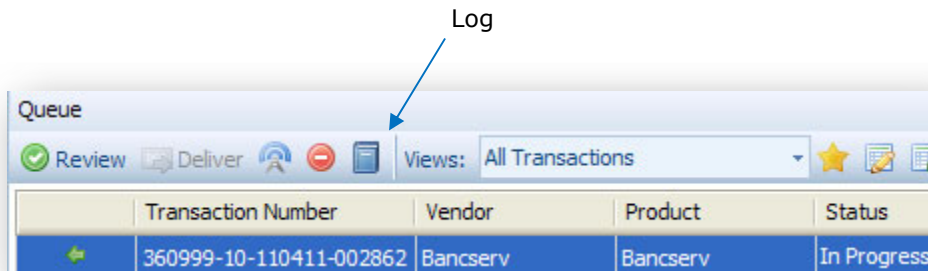 Log
Queue
Review Deliver Views: All Transactions
Transaction Number Vendor Product Status
360999-10-110411-002862 Bancserv Bancserv In Progress